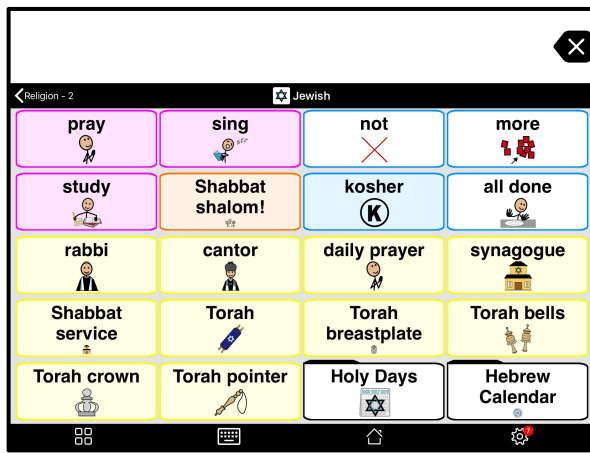 Religion - 2
Jewish
pray
sing
not
more
study
Shabbat
shalom!
kosher
K
all done
rabbi
cantor
daily prayer
synagogue
Shabbat
service
Torah
Torah
breastplate
Torah bells
Torah crown
Torah pointer
Holy Days
Hebrew
Calendar
7